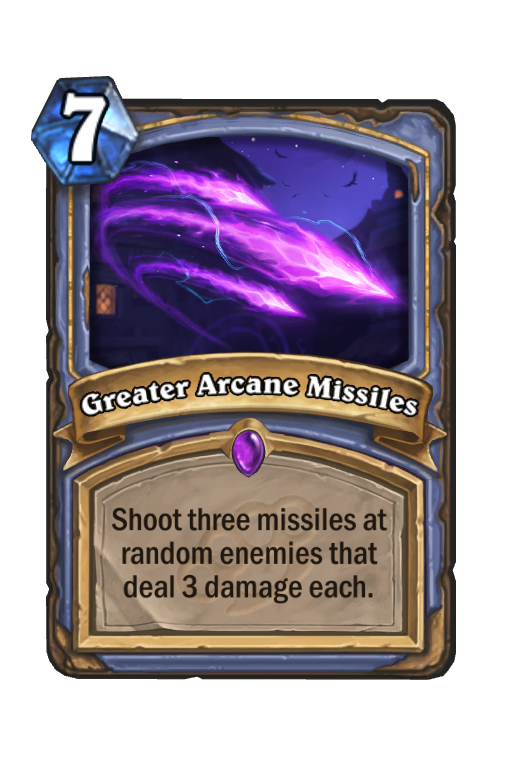 7
Greater Arcane Missiles
Shoot three missiles at
random enemies that
deal 3 damage each.